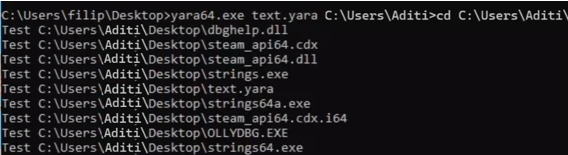 C:\Users\filip\Desktop>yara64.exe text.yara C:\Users\Aditi>cd C:\Users\Aditi\
Test C:\Users\Aditi\Desktop\dbghelp.dll
Test C:\Users\Aditi\Desktop\steam_api64.cdx
Test C:\Users\Aditi\Desktop\steam_api64.dll
Test C:\Users\Aditi\Desktop\strings.exe
Test C:\Users\Aditi\Desktop\text.yara
Test C:\Users\Aditi\Desktop\strings64a.exe
Test C:\Users\Aditi\Desktop\steam_api64.cdx.i64
Test C:\Users\Aditi\Desktop\OLLYDBG.EXE
Test C:\Users\Aditi\Desktop\strings64.exe